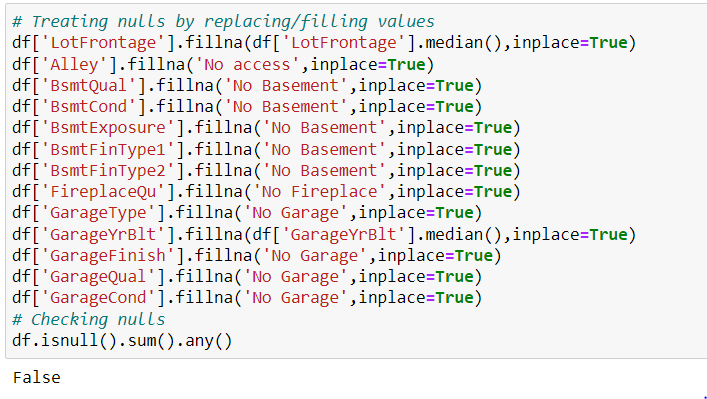 # Treating nulls by replacing/filling values
df['LotFrontage'].fillna(df['LotFrontage'].median(),inplace=True)
df['Alley'].fillna('No access',inplace=True)
df['BsmtQual'].fillna('No Basement',inplace=True)
df['BsmtCond'].fillna('No Basement',inplace=True)
df['BsmtExposure'].fillna('No Basement',inplace=True)
df['BsmtFinType1'].fillna('No Basement',inplace=True)
df['BsmtFinType2'].fillna('No Basement',inplace=True)
df['FireplaceQu'].fillna('No Fireplace',inplace=True)
df['GarageType'].fillna('No Garage',inplace=True)
df['GarageYrBlt'].fillna(df['GarageYrBlt'].median(),inplace=True)
df['GarageFinish'].fillna('No Garage',inplace=True)
df['GarageQual'].fillna('No Garage',inplace=True)
df['GarageCond'].fillna('No Garage',inplace=True)
# Checking nulls
df.isnull().sum().any()
False